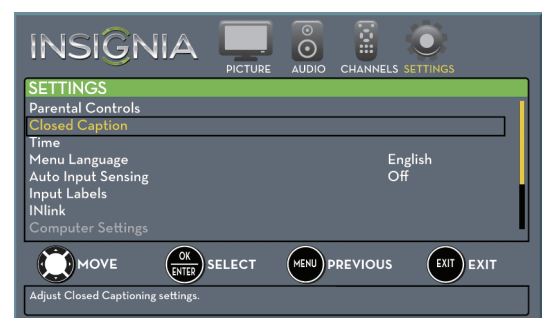 INSIGNIA
PICTURE AUDIO CHANNELS SETTINGS
SETTINGS
Parental Controls
Closed Caption
Time
Menu Language English
Auto Input Sensing Off
Input Labels
INlink
Computer Settings
MOVE OK ENTER SELECT MENU PREVIOUS EXIT EXIT
Adjust Closed Captioning settings.